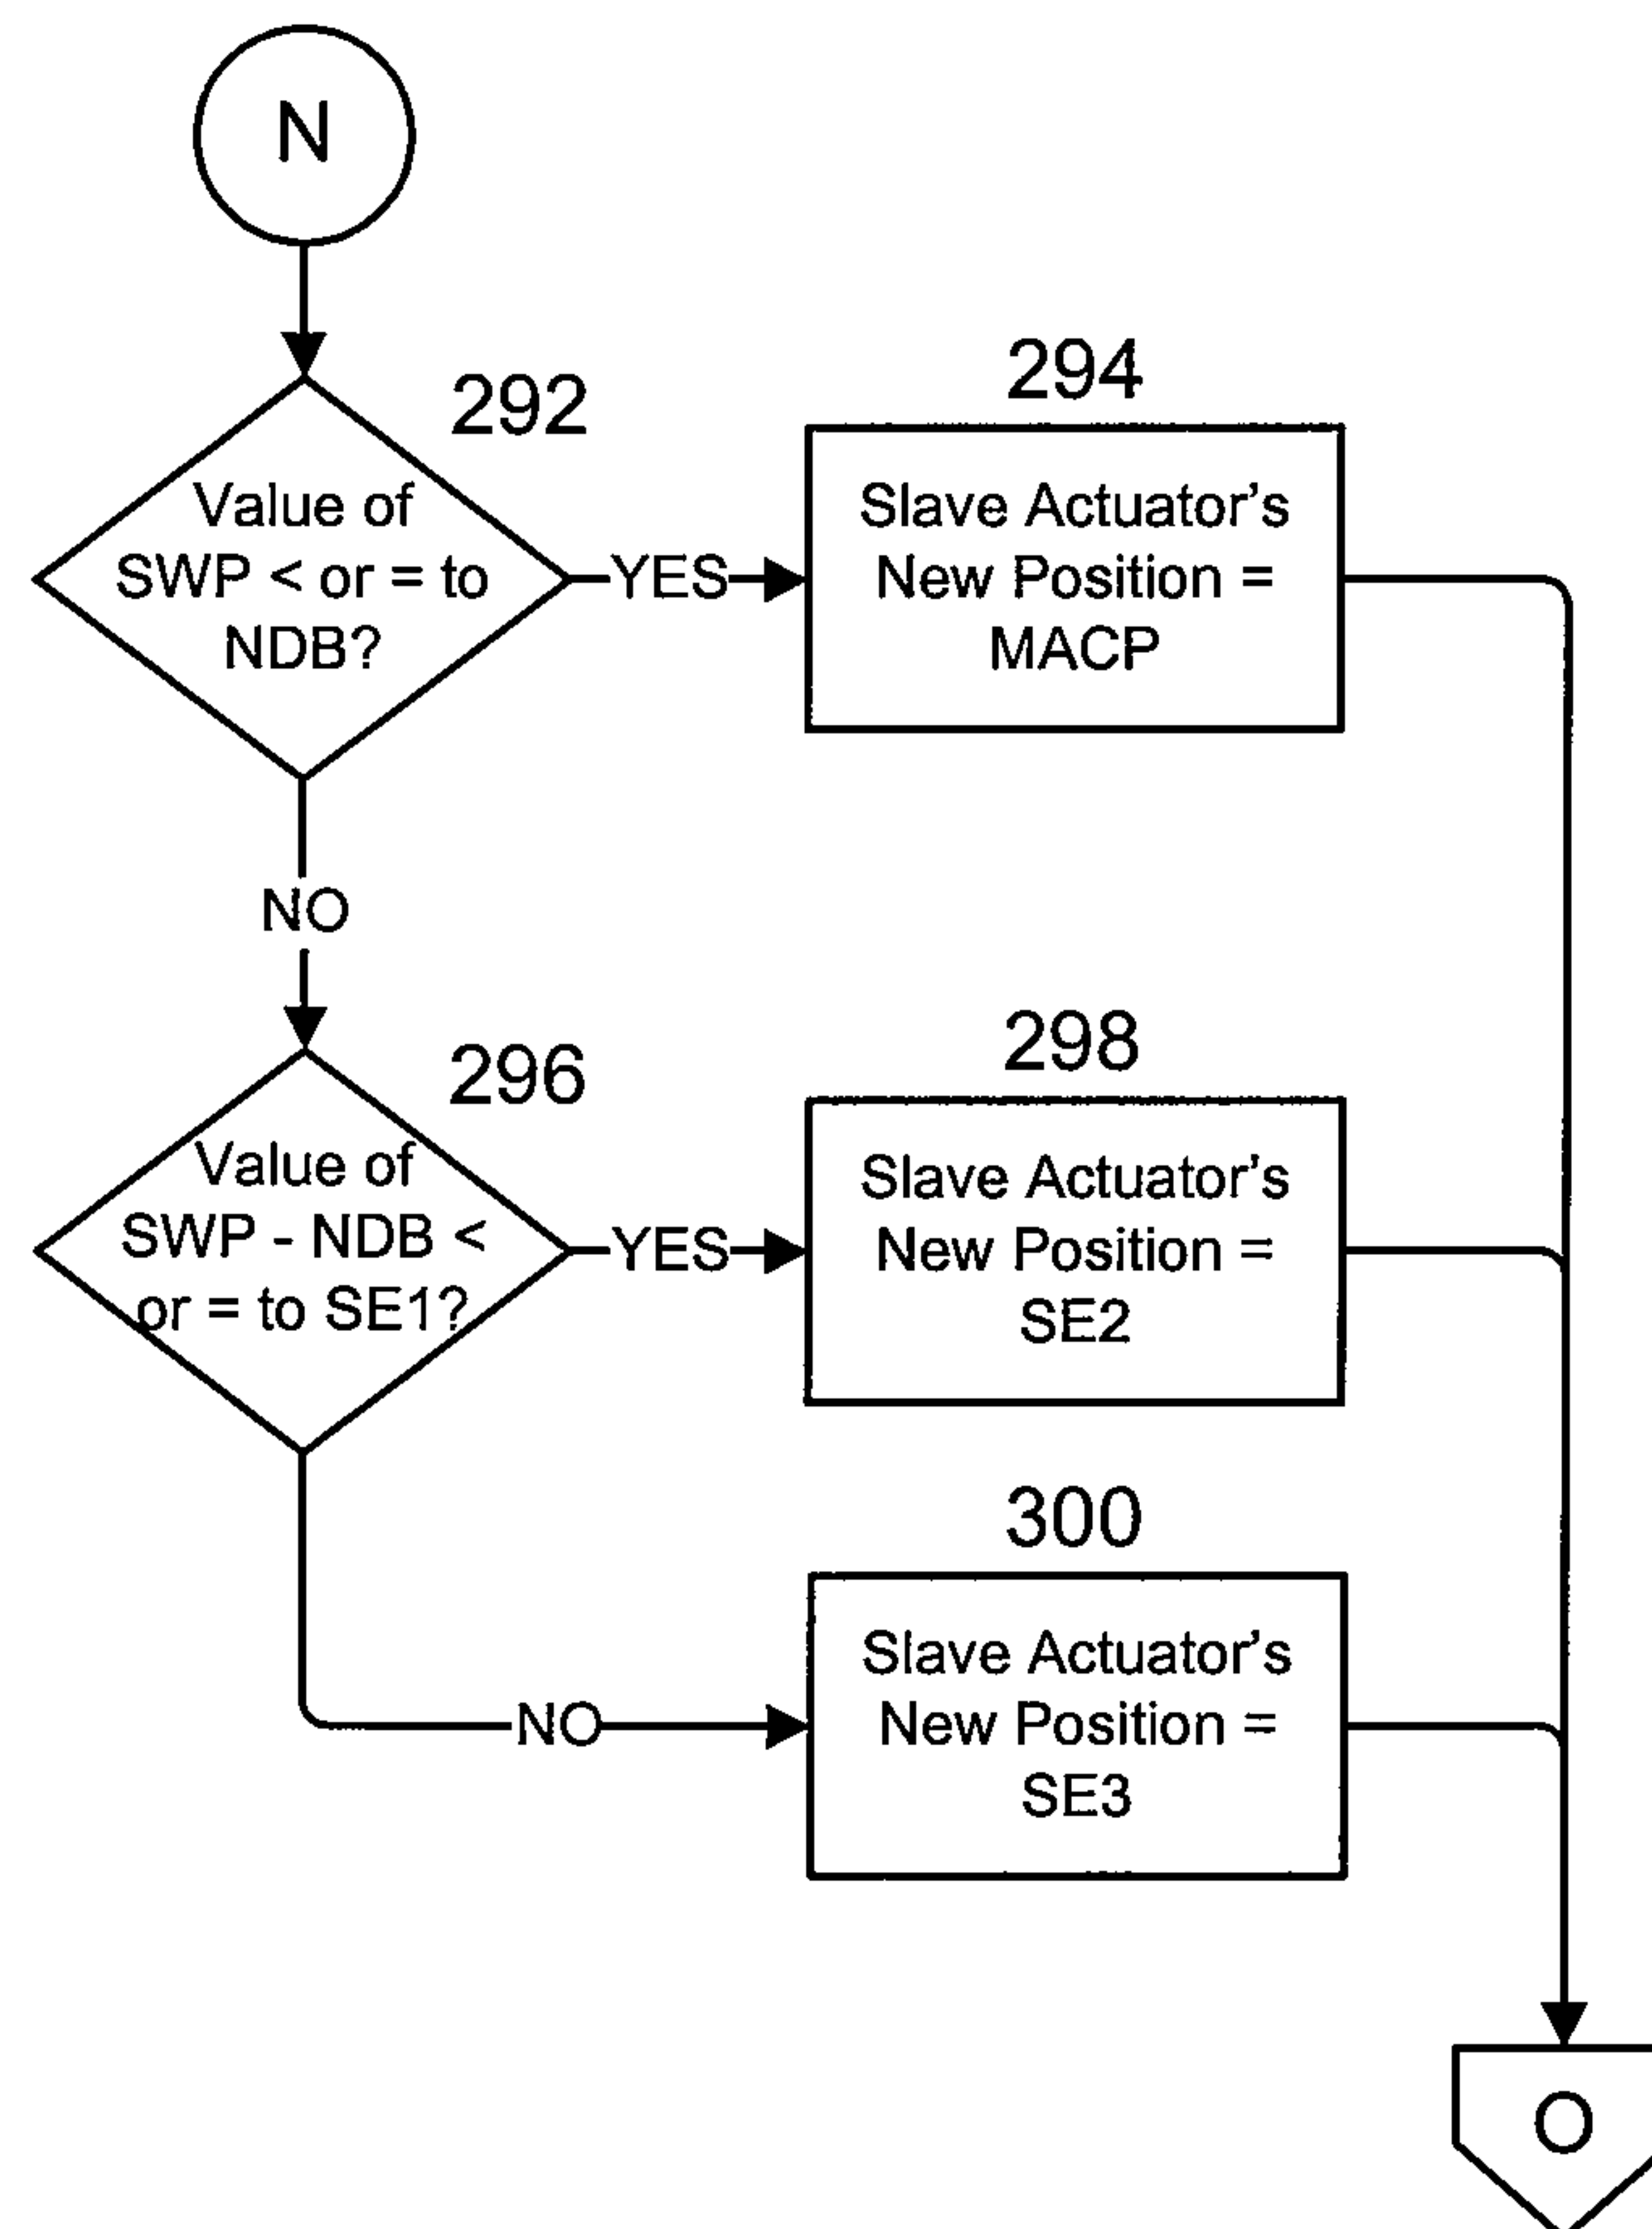 N
292
Value of
SWP < or = to
NDB?
YES
294
Slave Actuator's
New Position =
MACP
NO
296
Value of
SWP - NDB <
or = to SE1?
YES
298
Slave Actuator's
New Position =
SE2
NO
300
Slave Actuator's
New Position =
SE3
O